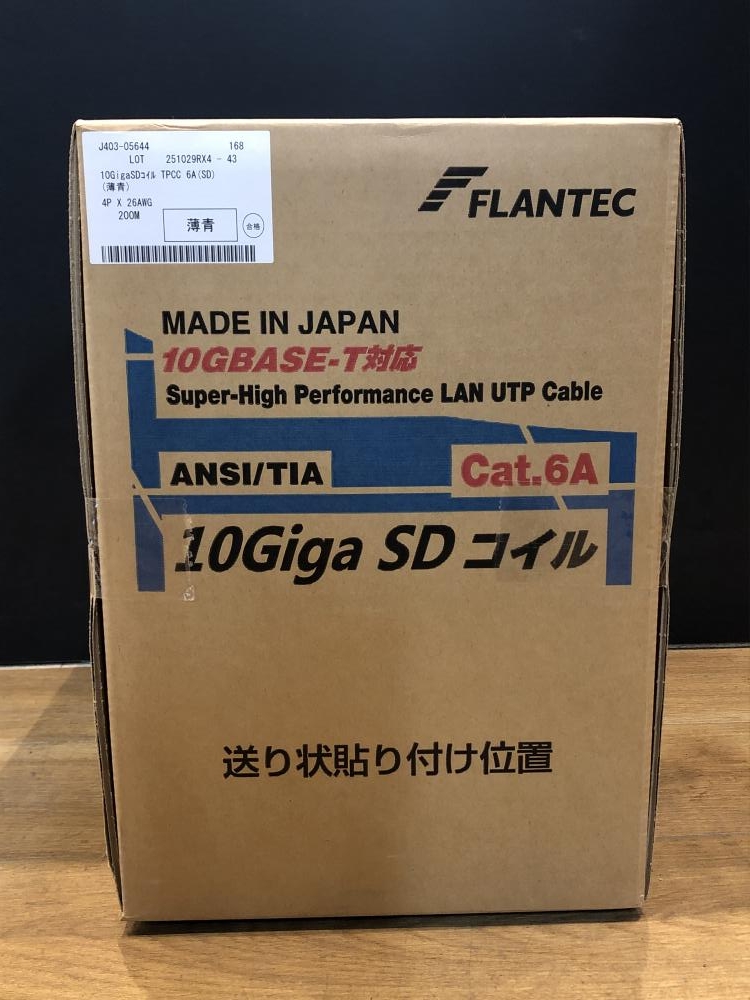 J403-05644 168
LOT 251029RX4 - 43
10GigaSDｺｲﾙ TPCC 6A(SD)
(薄青)
4P X 26AWG
200M
薄青
合格
FLANTEC
MADE IN JAPAN
10GBASE-T対応
Super-High Performance LAN UTP Cable
ANSI/TIA
Cat.6A
10Giga SD コイル
送り状貼り付け位置